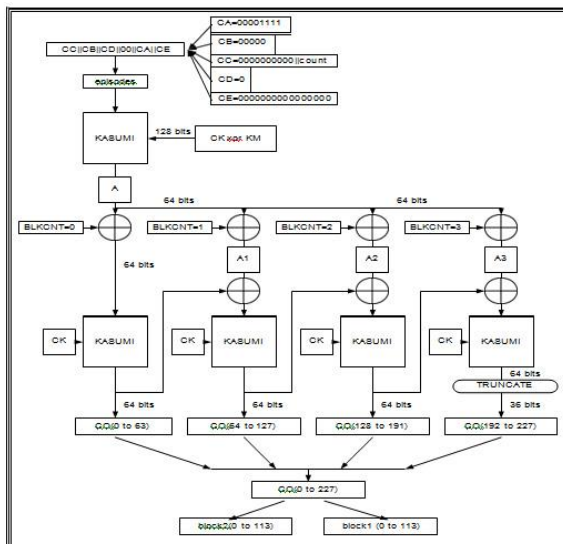 CA=00001111
CB=00000
CC||CB||CD||00||CA||CE
CC=0000000000||count
CD=0
CE=0000000000000000
episodes
KASUMI
128 bits
CK xor KM
A
64 bits
64 bits
BLKCNT=0
BLKCNT=1
BLKCNT=2
BLKCNT=3
64 bits
A1
A2
A3
CK
KASUMI
CK
KASUMI
CK
KASUMI
CK
KASUMI
64 bits
TRUNCATE
64 bits
64 bits
64 bits
36 bits
CO(0 to 63)
CO(64 to 127)
CO(128 to 191)
CO(192 to 227)
CO(0 to 227)
block2(0 to 113)
block1 (0 to 113)